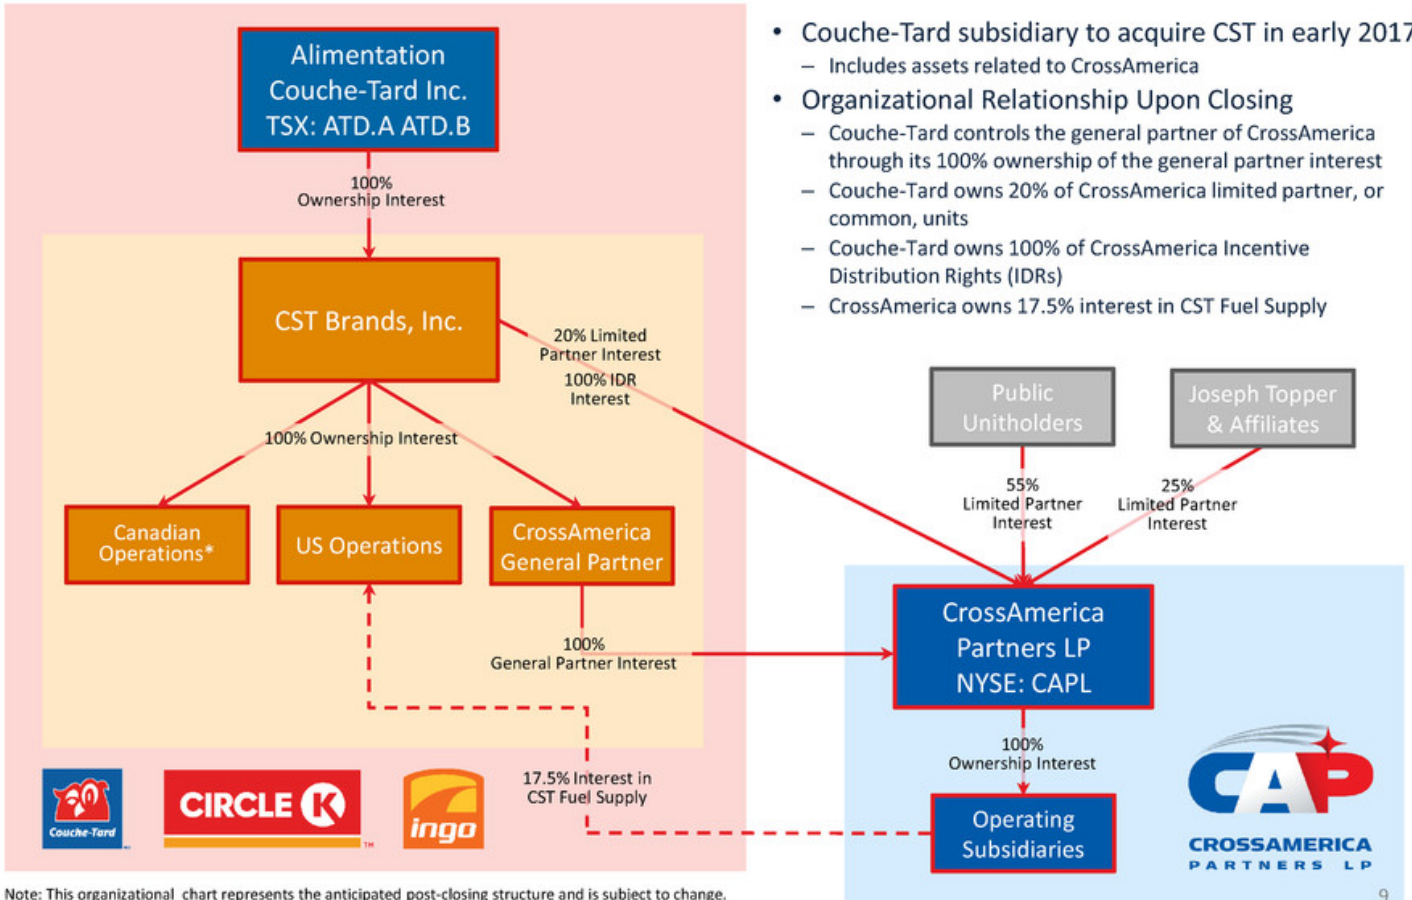 Alimentation
Couche-Tard Inc.
TSX: ATD.A ATD.B
100%
Ownership Interest
CST Brands, Inc.
20% Limited
Partner Interest
100% IDR
Interest
100% Ownership Interest
Canadian
Operations*
US Operations
CrossAmerica
General Partner
100%
General Partner Interest
17.5% Interest in
CST Fuel Supply
Couche-Tard
CIRCLE K
TM
ingo
• Couche-Tard subsidiary to acquire CST in early 2017
– Includes assets related to CrossAmerica
• Organizational Relationship Upon Closing
– Couche-Tard controls the general partner of CrossAmerica
through its 100% ownership of the general partner interest
– Couche-Tard owns 20% of CrossAmerica limited partner, or
common, units
– Couche-Tard owns 100% of CrossAmerica Incentive
Distribution Rights (IDRs)
– CrossAmerica owns 17.5% interest in CST Fuel Supply
Public
Unitholders
Joseph Topper
& Affiliates
55%
Limited Partner
Interest
25%
Limited Partner
Interest
CrossAmerica
Partners LP
NYSE: CAPL
100%
Ownership Interest
Operating
Subsidiaries
CAP
CROSSAMERICA
PARTNERS LP
Note: This organizational chart represents the anticipated post-closing structure and is subject to change.
9